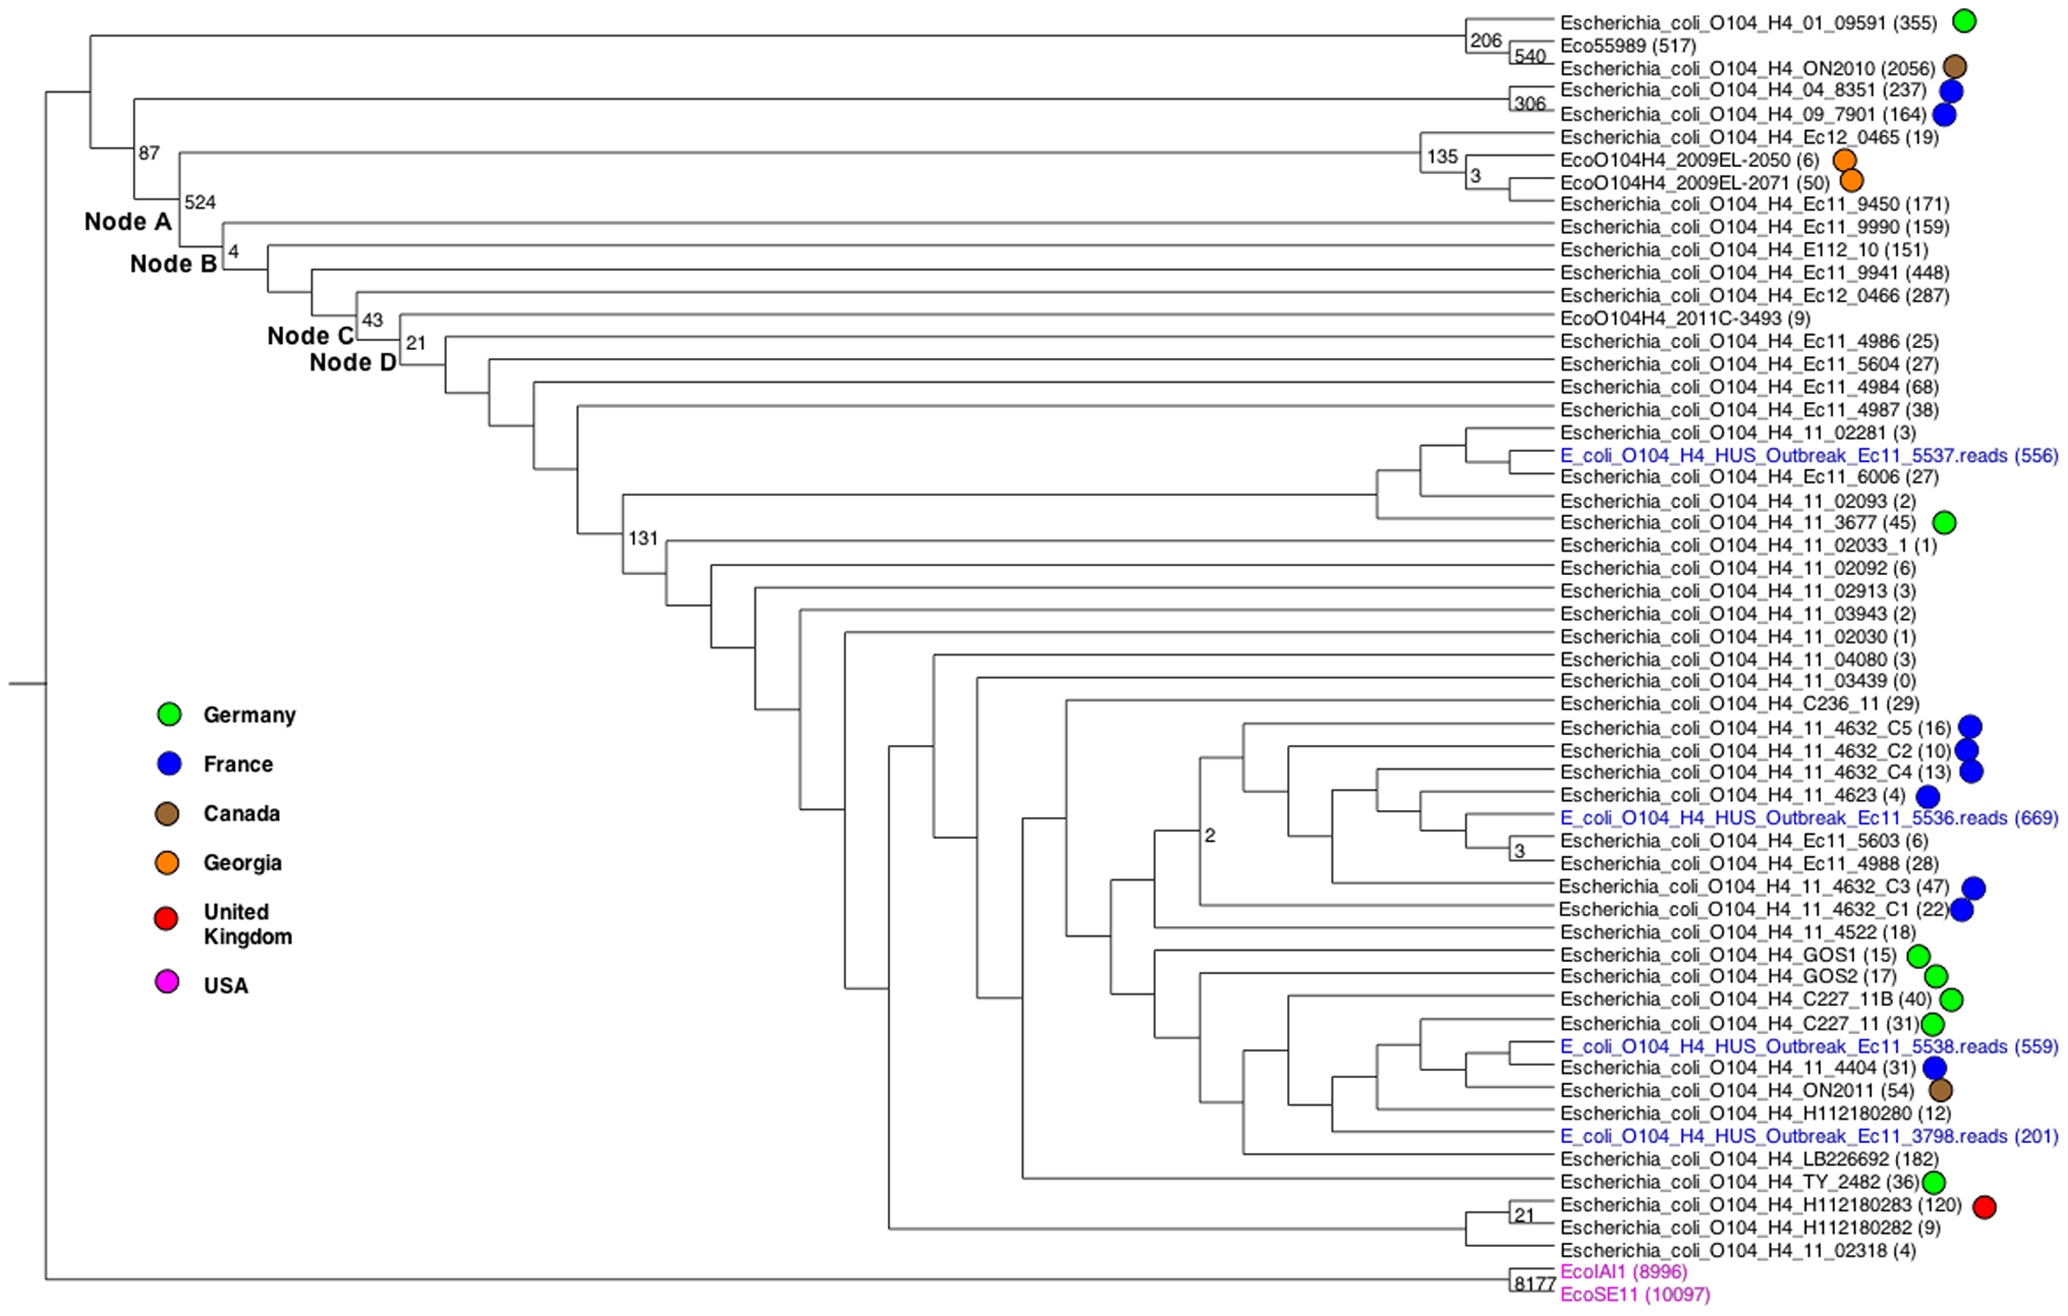 Escherichia_coli_O104_H4_01_09591 (355)
206
Eco55989 (517)
540
Escherichia_coli_O104_H4_ON2010 (2056)
Escherichia_coli_O104_H4_04_8351 (237)
306
Escherichia_coli_O104_H4_09_7901 (164)
Escherichia_coli_O104_H4_Ec12_0465 (19)
87
135
EcoO104H4_2009EL-2050 (6)
3
EcoO104H4_2009EL-2071 (50)
524
Escherichia_coli_O104_H4_Ec11_9450 (171)
Node A
Escherichia_coli_O104_H4_Ec11_9990 (159)
4
Escherichia_coli_O104_H4_E112_10 (151)
Node B
Escherichia_coli_O104_H4_Ec11_9941 (448)
Escherichia_coli_O104_H4_Ec12_0466 (287)
43
EcoO104H4_2011C-3493 (9)
Node C
21
Escherichia_coli_O104_H4_Ec11_4986 (25)
Node D
Escherichia_coli_O104_H4_Ec11_5604 (27)
Escherichia_coli_O104_H4_Ec11_4984 (68)
Escherichia_coli_O104_H4_Ec11_4987 (38)
Escherichia_coli_O104_H4_11_02281 (3)
E_coli_O104_H4_HUS_Outbreak_Ec11_5537.reads (556)
Escherichia_coli_O104_H4_Ec11_6006 (27)
Escherichia_coli_O104_H4_11_02093 (2)
Escherichia_coli_O104_H4_11_3677 (45)
131
Escherichia_coli_O104_H4_11_02033_1 (1)
Escherichia_coli_O104_H4_11_02092 (6)
Escherichia_coli_O104_H4_11_02913 (3)
Escherichia_coli_O104_H4_11_03943 (2)
Escherichia_coli_O104_H4_11_02030 (1)
Escherichia_coli_O104_H4_11_04080 (3)
Escherichia_coli_O104_H4_11_03439 (0)
Escherichia_coli_O104_H4_C236_11 (29)
Escherichia_coli_O104_H4_11_4632_C5 (16)
Escherichia_coli_O104_H4_11_4632_C2 (10)
Escherichia_coli_O104_H4_11_4632_C4 (13)
Escherichia_coli_O104_H4_11_4623 (4)
E_coli_O104_H4_HUS_Outbreak_Ec11_5536.reads (669)
2
Escherichia_coli_O104_H4_Ec11_5603 (6)
3
Escherichia_coli_O104_H4_Ec11_4988 (28)
Escherichia_coli_O104_H4_11_4632_C3 (47)
Escherichia_coli_O104_H4_11_4632_C1 (22)
Escherichia_coli_O104_H4_11_4522 (18)
Escherichia_coli_O104_H4_GOS1 (15)
Escherichia_coli_O104_H4_GOS2 (17)
Escherichia_coli_O104_H4_C227_11B (40)
Escherichia_coli_O104_H4_C227_11 (31)
E_coli_O104_H4_HUS_Outbreak_Ec11_5538.reads (559)
Escherichia_coli_O104_H4_11_4404 (31)
Escherichia_coli_O104_H4_ON2011 (54)
Escherichia_coli_O104_H4_H112180280 (12)
E_coli_O104_H4_HUS_Outbreak_Ec11_3798.reads (201)
Escherichia_coli_O104_H4_LB226692 (182)
Escherichia_coli_O104_H4_TY_2482 (36)
Escherichia_coli_O104_H4_H112180283 (120)
21
Escherichia_coli_O104_H4_H112180282 (9)
Escherichia_coli_O104_H4_11_02318 (4)
EcoIAI1 (8996)
8177
EcoSE11 (10097)
Germany
France
Canada
Georgia
United
Kingdom
USA